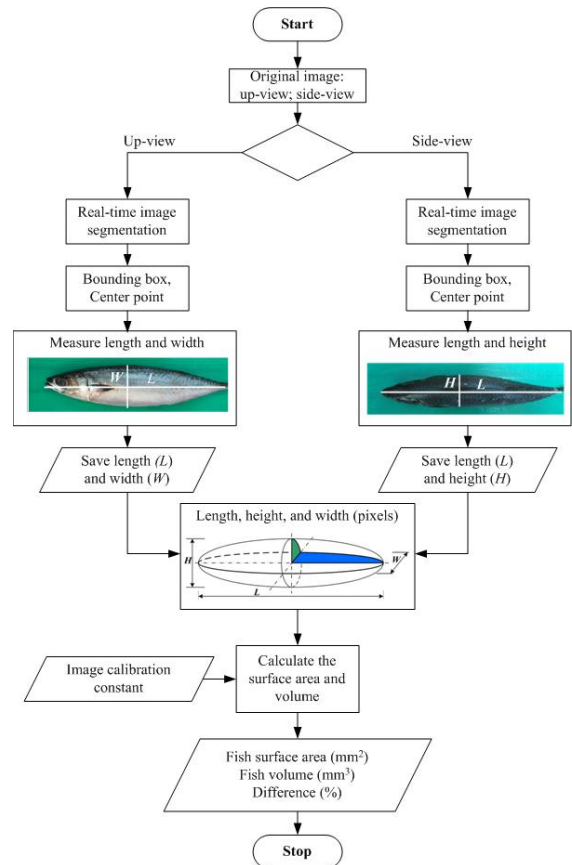 Start
Original image:
up-view; side-view
Up-view
Side-view
Real-time image
segmentation
Real-time image
segmentation
Bounding box,
Center point
Bounding box,
Center point
Measure length and width
W
L
Measure length and height
H
L
Save length (L)
and width (W)
Save length (L)
and height (H)
Length, height, and width (pixels)
H
W
L
Image calibration
constant
Calculate the
surface area and
volume
Fish surface area (mm²)
Fish volume (mm³)
Difference (%)
Stop